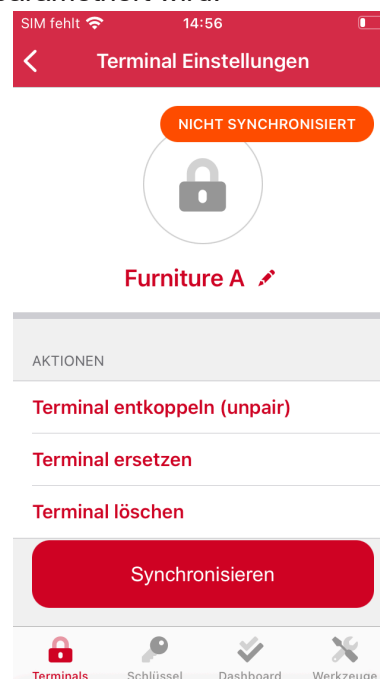 SIM fehlt 14:56
Terminal Einstellungen
NICHT SYNCHRONISIERT
Furniture A
AKTIONEN
Terminal entkoppeln (unpair)
Terminal ersetzen
Terminal löschen
Synchronisieren
Terminals Schlüssel Dashboard Werkzeuge